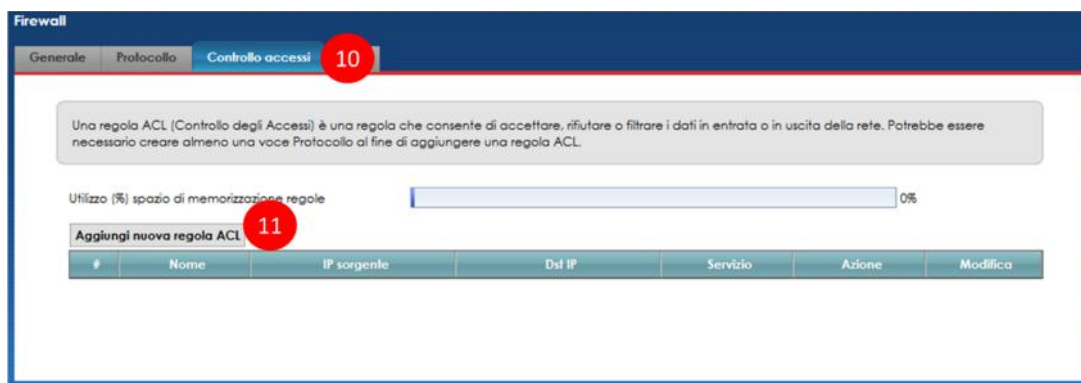 Firewall
Generale Protocollo Controllo accessi 10
Una regola ACL (Controllo degli Accessi) è una regola che consente di accettare, rifiutare o filtrare i dati in entrata o in uscita della rete. Potrebbe essere
necessario creare almeno una voce Protocollo al fine di aggiungere una regola ACL.
Utilizzo (%) spazio di memorizzazione regole 0%
Aggiungi nuova regola ACL 11
# Nome IP sorgente Dst IP Servizio Azione Modifica